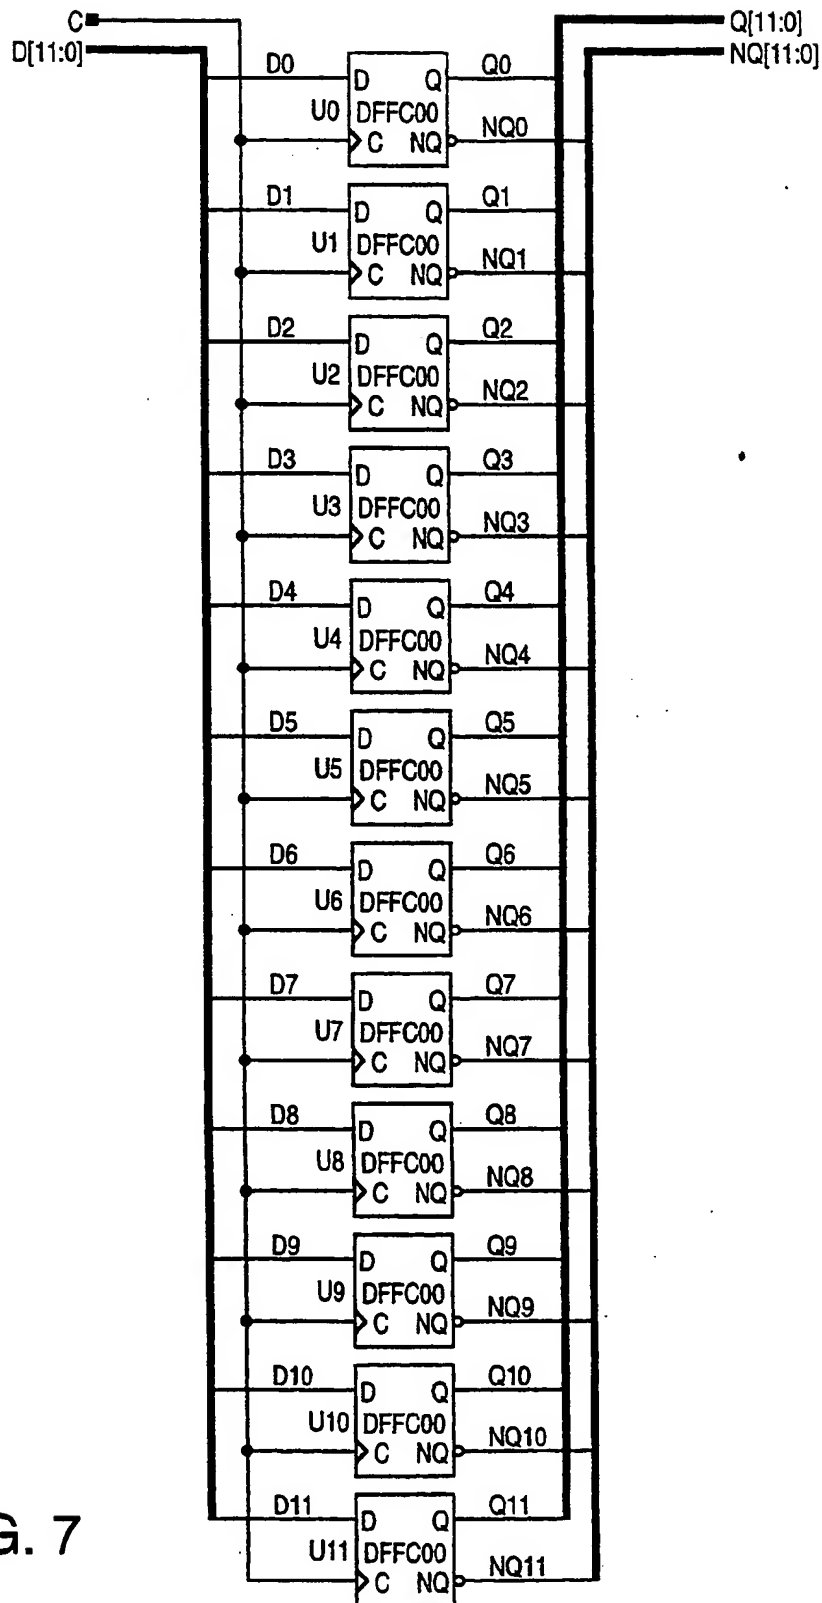 C Q[11:0]
D[11:0] NQ[11:0]
D0 D Q Q0
U0 DFFC00
C NQ NQ0
D1 D Q Q1
U1 DFFC00
C NQ NQ1
D2 D Q Q2
U2 DFFC00
C NQ NQ2
D3 D Q Q3
U3 DFFC00
C NQ NQ3
D4 D Q Q4
U4 DFFC00
C NQ NQ4
D5 D Q Q5
U5 DFFC00
C NQ NQ5
D6 D Q Q6
U6 DFFC00
C NQ NQ6
D7 D Q Q7
U7 DFFC00
C NQ NQ7
D8 D Q Q8
U8 DFFC00
C NQ NQ8
D9 D Q Q9
U9 DFFC00
C NQ NQ9
D10 D Q Q10
U10 DFFC00
C NQ NQ10
D11 D Q Q11
U11 DFFC00
C NQ NQ11
G. 7